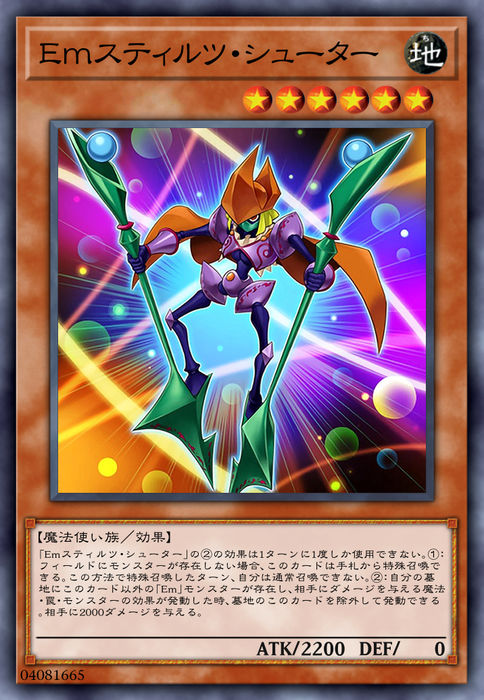 Emスティルツ・シューター
地
ち
【魔法使い族／効果】
「Emスティルツ・シューター」の②の効果は1ターンに1度しか使用できない。①：
フィールドにモンスターが存在しない場合、このカードは手札から特殊召喚で
きる。この方法で特殊召喚したターン、自分は通常召喚できない。②：自分の墓
地にこのカード以外の「Em」モンスターが存在し、相手にダメージを与える魔法
・罠・モンスターの効果が発動した時、墓地のこのカードを除外して発動できる
。相手に2000ダメージを与える。
ATK/2200 DEF/ 0
04081665